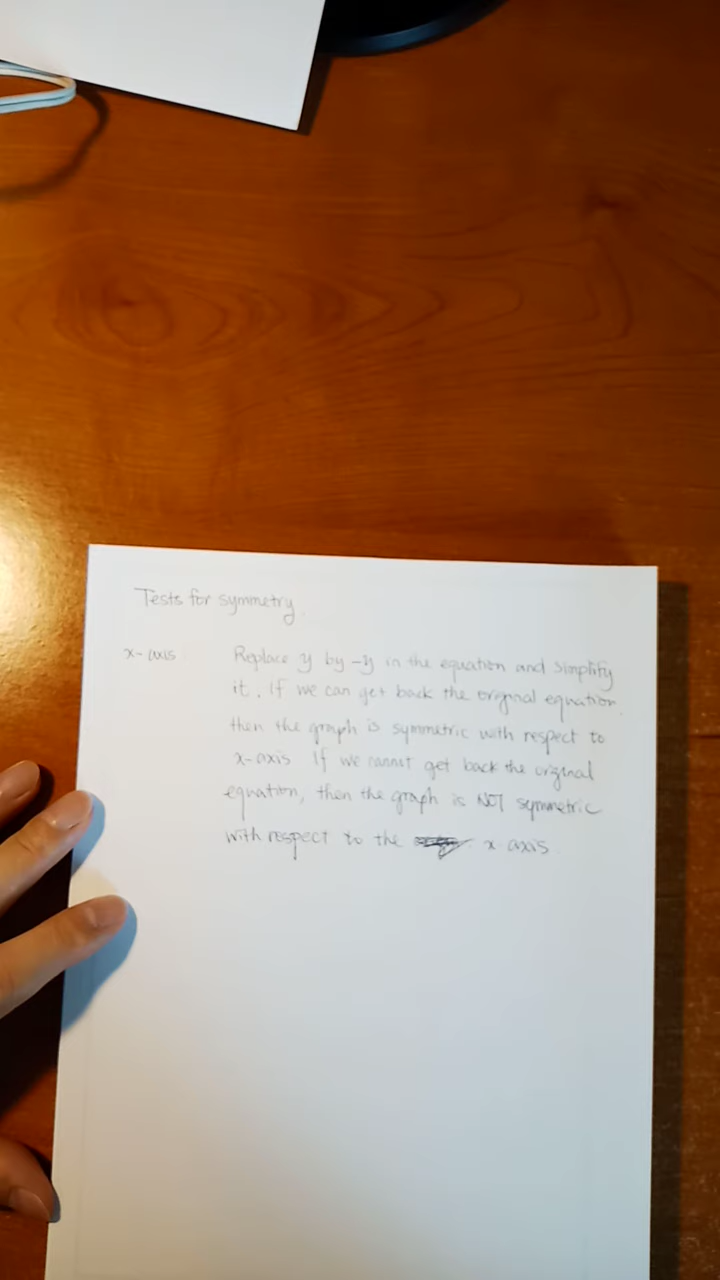 Tests for symmetry.
x-axis Replace y by -y in the equation and simplify
it. If we can get back the original equation
then the graph is symmetric with respect to
x-axis If we cannot get back the original
equation, then the graph is NOT symmetric
with respect to the x-axis.